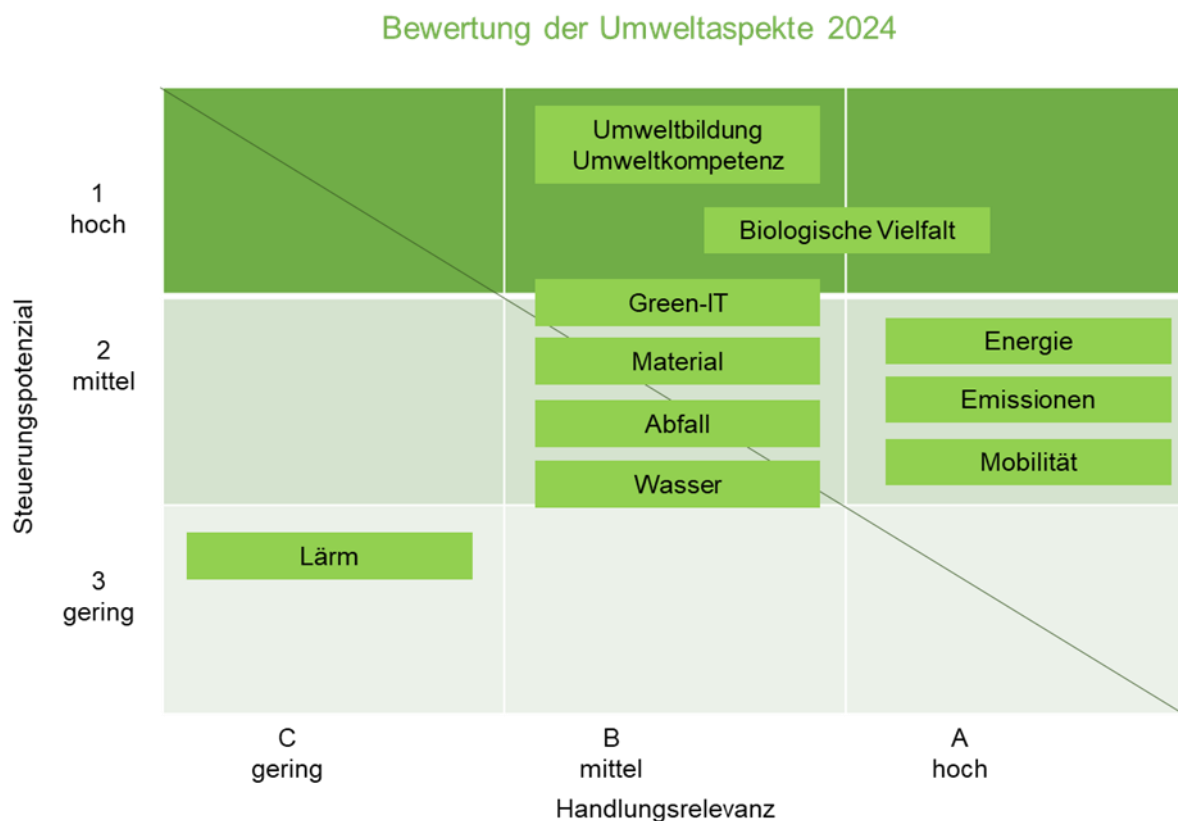 Bewertung der Umweltaspekte 2024
Steuerungspotenzial
1
hoch
Umweltbildung
Umweltkompetenz
Biologische Vielfalt
2
mittel
Green-IT
Material
Abfall
Wasser
Energie
Emissionen
Mobilität
3
gering
Lärm
C
gering
B
mittel
A
hoch
Handlungsrelevanz